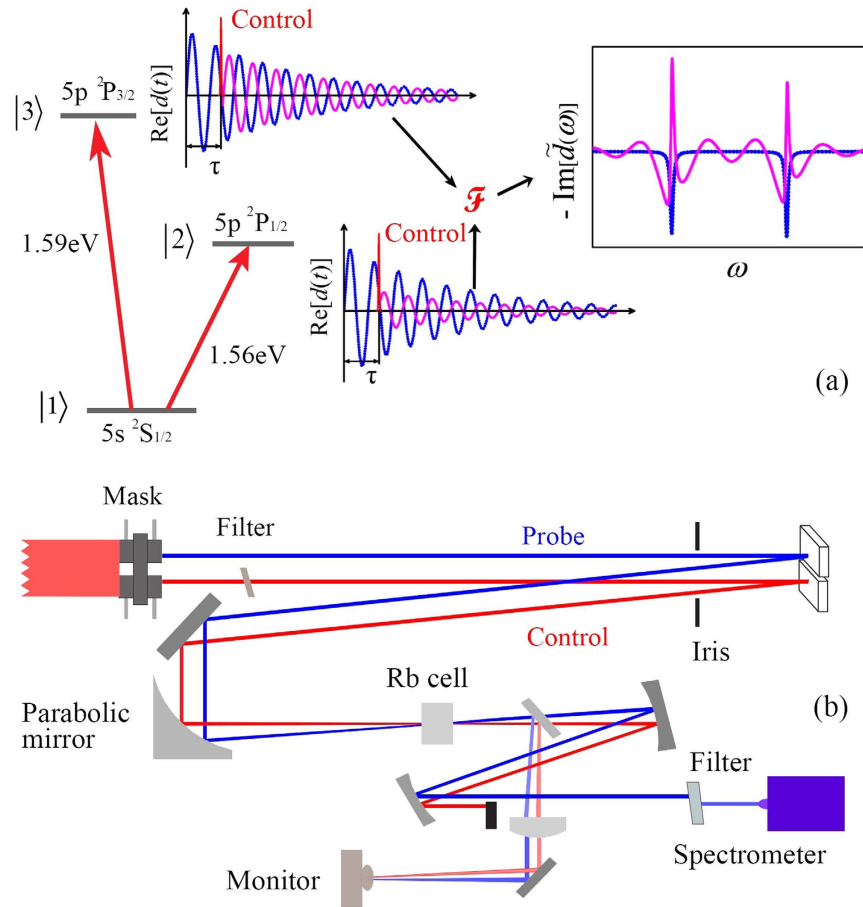 Control
|3⟩
5p ²P₃/₂
Re[d(t)]
τ
1.59eV
|2⟩
5p ²P₁/₂
𝓕
- Im[d̃(ω)]
ω
Control
Re[d(t)]
τ
1.56eV
|1⟩
5s ²S₁/₂
(a)
Mask
Filter
Probe
Control
Iris
Parabolic
mirror
Rb cell
(b)
Filter
Spectrometer
Monitor